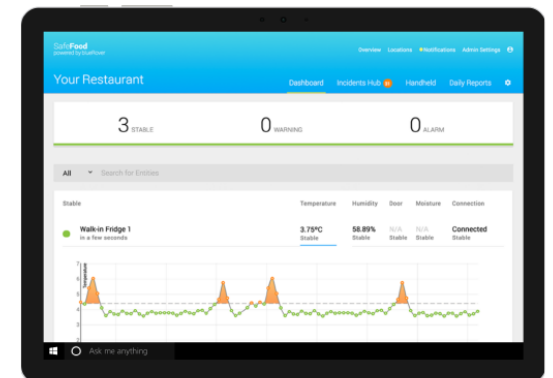 SafeFood
powered by blueRover
Overview Locations Notifications Admin Settings
Your Restaurant
Dashboard Incidents Hub Handheld Daily Reports
3 STABLE 0 WARNING 0 ALARM
All Search for Entities
Stable Temperature Humidity Door Moisture Connection
Walk-in Fridge 1 3.75ºC 58.89% N/A N/A Connected
in a few seconds Stable Stable Stable Stable Stable
Temperature
7
6
5
4
3
2
Ask me anything